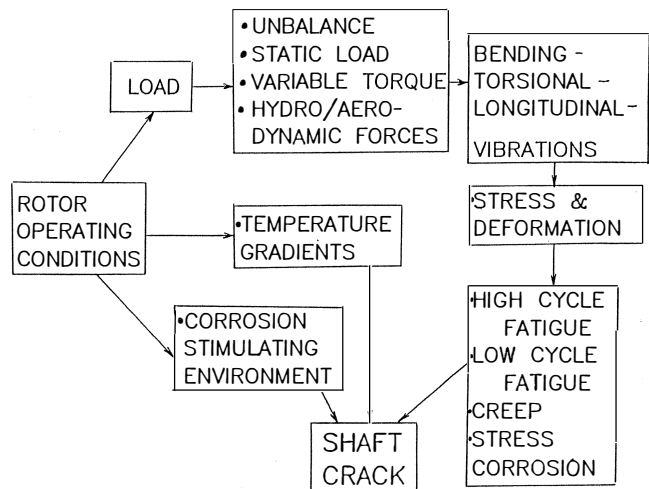 LOAD
•UNBALANCE
•STATIC LOAD
•VARIABLE TORQUE
•HYDRO/AERO-
DYNAMIC FORCES
BENDING -
TORSIONAL -
LONGITUDINAL -
VIBRATIONS
ROTOR
OPERATING
CONDITIONS
•TEMPERATURE
GRADIENTS
•STRESS &
DEFORMATION
•CORROSION
STIMULATING
ENVIRONMENT
•HIGH CYCLE
FATIGUE
•LOW CYCLE
FATIGUE
•CREEP
•STRESS
CORROSION
SHAFT
CRACK